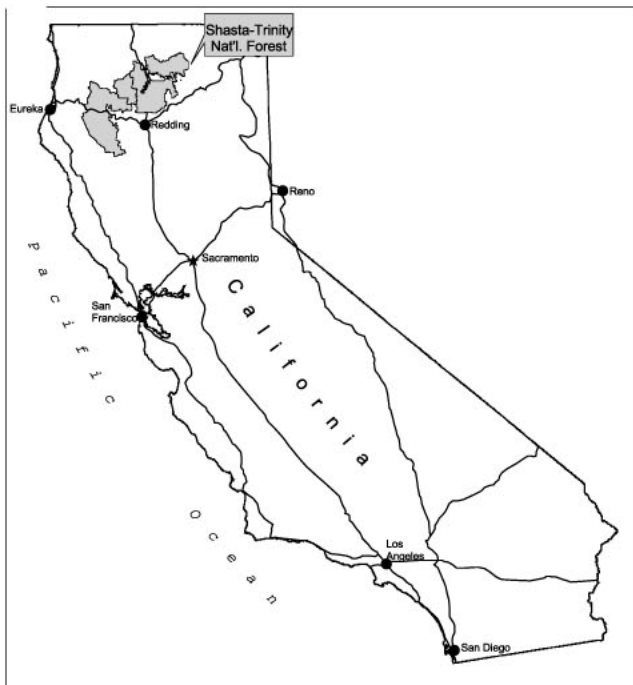 Shasta-Trinity
Nat'l. Forest
Eureka
Redding
Reno
Sacramento
San
Francisco
California
Pacific
Ocean
Los
Angeles
San Diego